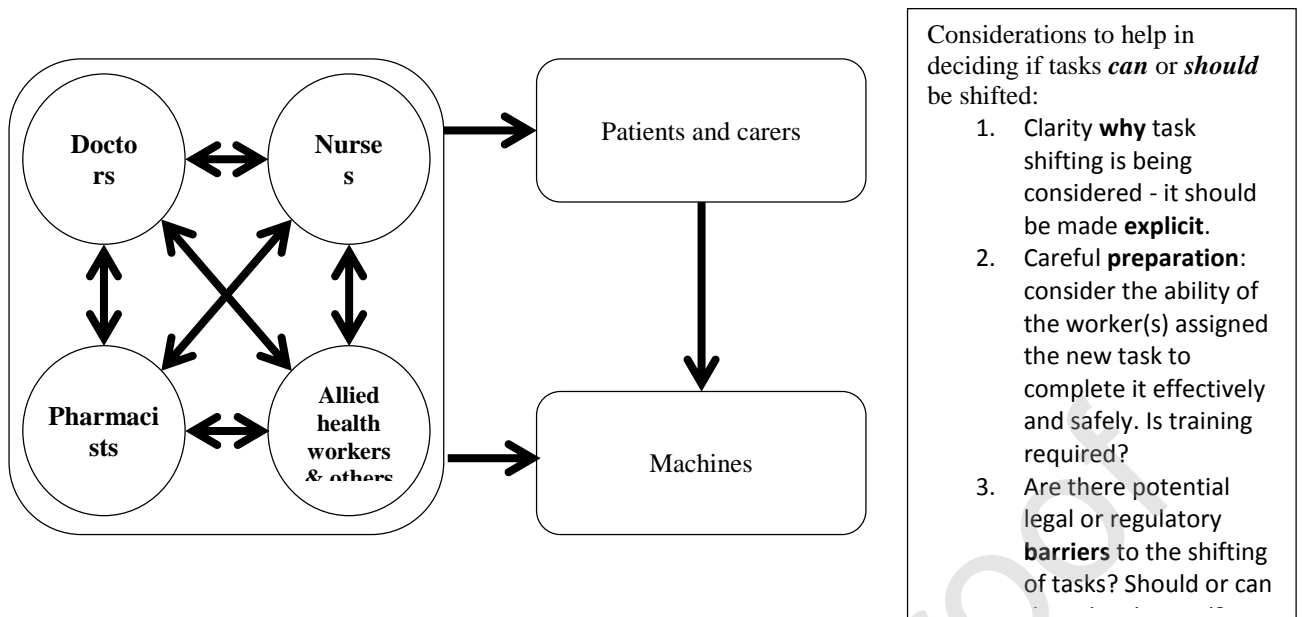 Docto
rs
Nurse
s
Pharmaci
sts
Allied
health
workers
& others
Patients and carers
Machines
Considerations to help in
deciding if tasks can or should
be shifted:
1. Clarity why task
shifting is being
considered - it should
be made explicit.
2. Careful preparation:
consider the ability of
the worker(s) assigned
the new task to
complete it effectively
and safely. Is training
required?
3. Are there potential
legal or regulatory
barriers to the shifting
of tasks? Should or can